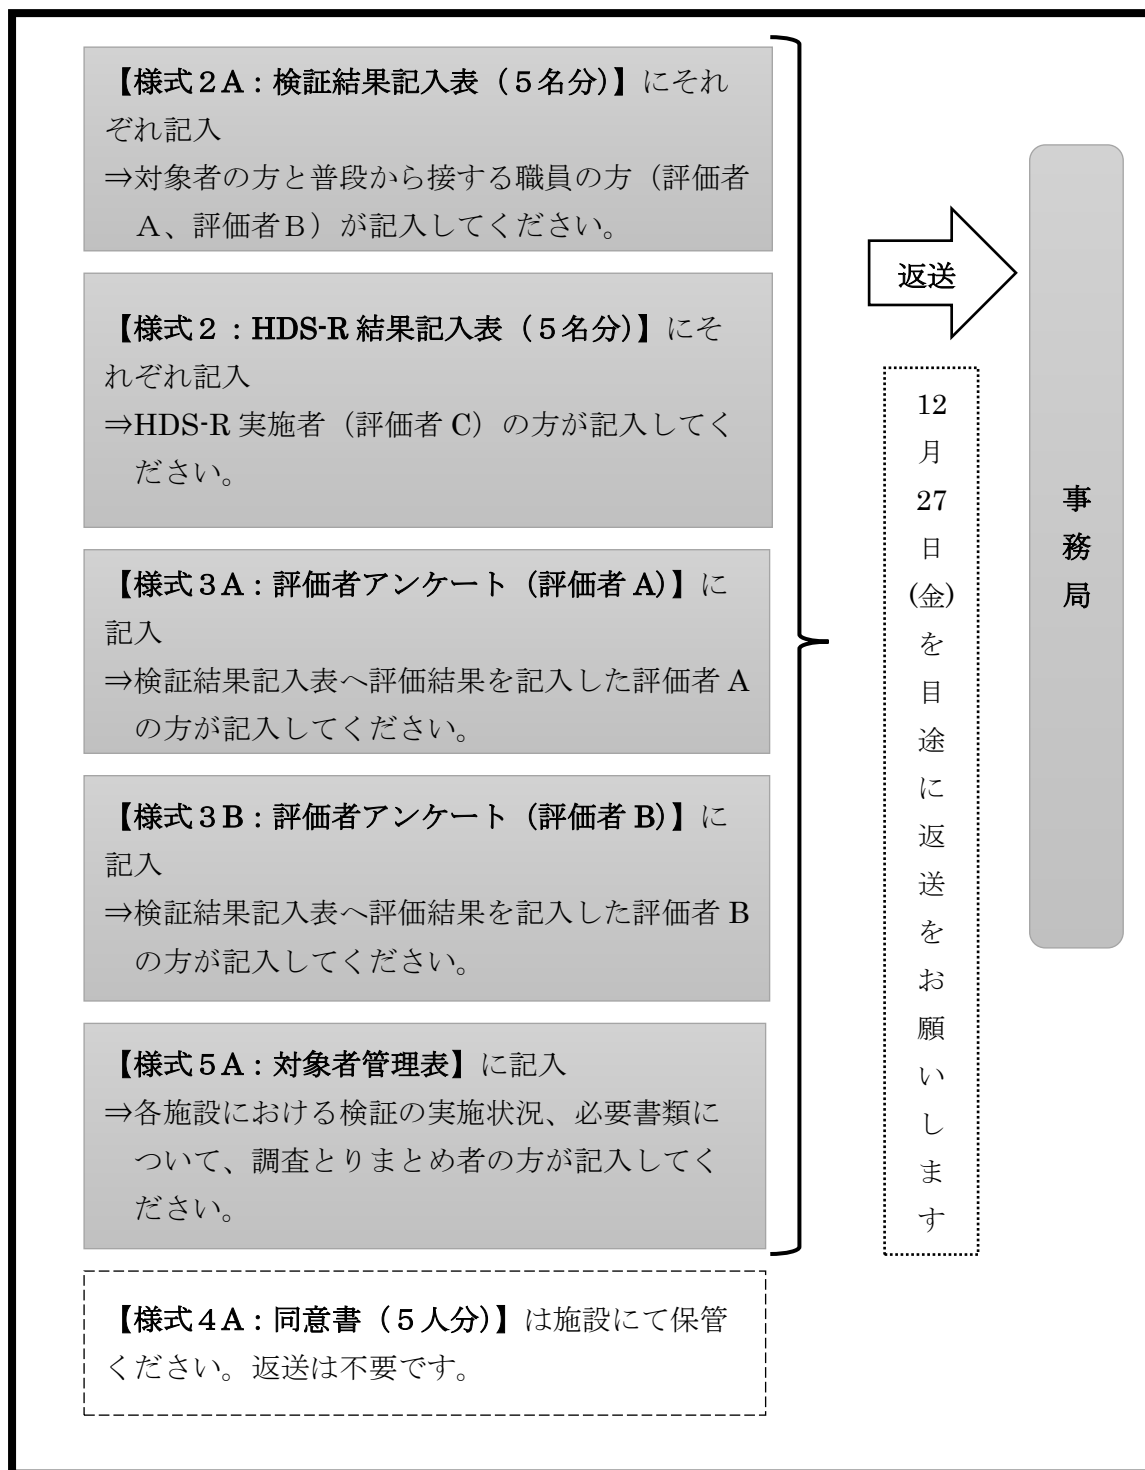 【様式２A：検証結果記入表（５名分）】にそれ
ぞれ記入
⇒対象者の方と普段から接する職員の方（評価者
Ａ、評価者Ｂ）が記入してください。
【様式２：HDS-R 結果記入表（５名分）】にそ
れぞれ記入
⇒HDS-R 実施者（評価者 C）の方が記入してく
ださい。
【様式３A：評価者アンケート（評価者 A）】に
記入
⇒検証結果記入表へ評価結果を記入した評価者 A
の方が記入してください。
【様式３B：評価者アンケート（評価者 B）】に
記入
⇒検証結果記入表へ評価結果を記入した評価者 B
の方が記入してください。
【様式５A：対象者管理表】に記入
⇒各施設における検証の実施状況、必要書類に
ついて、調査とりまとめ者の方が記入してく
ださい。
【様式４A：同意書（５人分）】は施設にて保管
ください。返送は不要です。
返送
12月27日(金)を目途に返送をお願いします
事務局